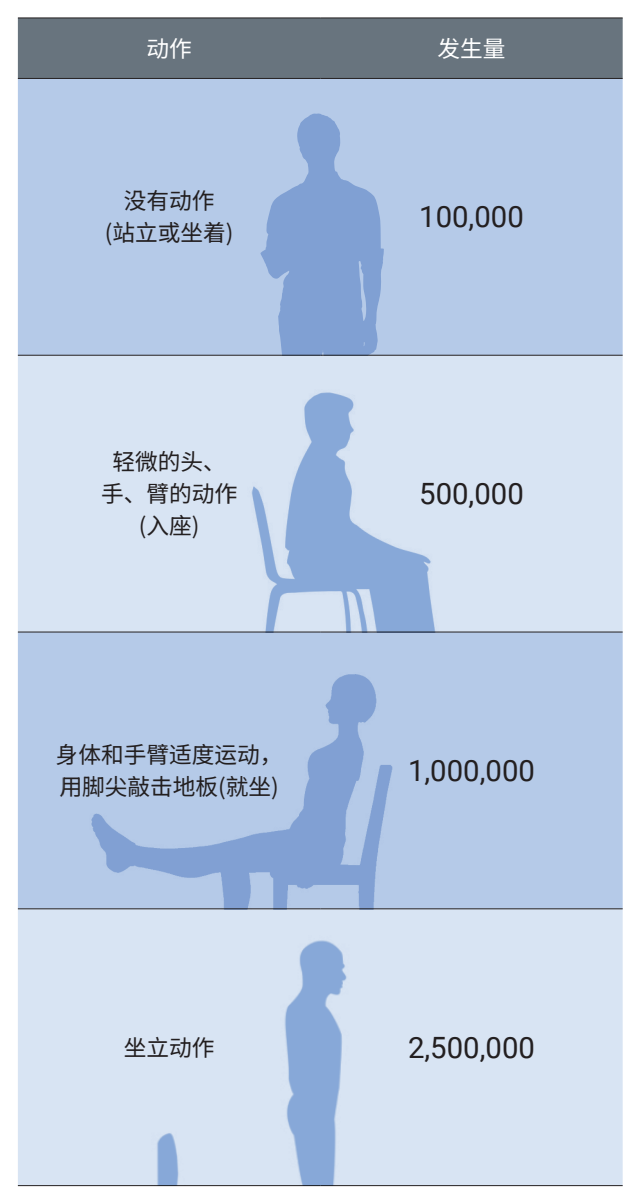 动作 发生量
没有动作
(站立或坐着)
100,000
轻微的头、
手、臂的动作
(入座)
500,000
身体和手臂适度运动，
用脚尖敲击地板(就坐)
1,000,000
坐立动作
2,500,000